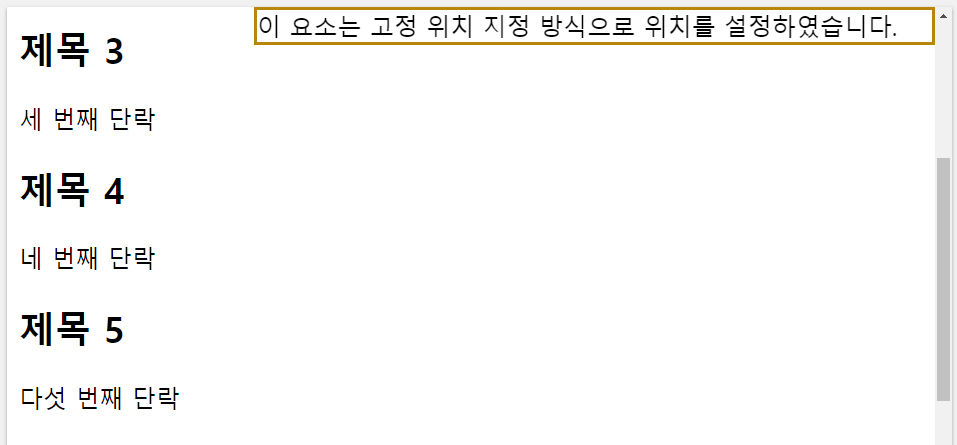 이 요소는 고정 위치 지정 방식으로 위치를 설정하였습니다.
제목 3
세 번째 단락
제목 4
네 번째 단락
제목 5
다섯 번째 단락